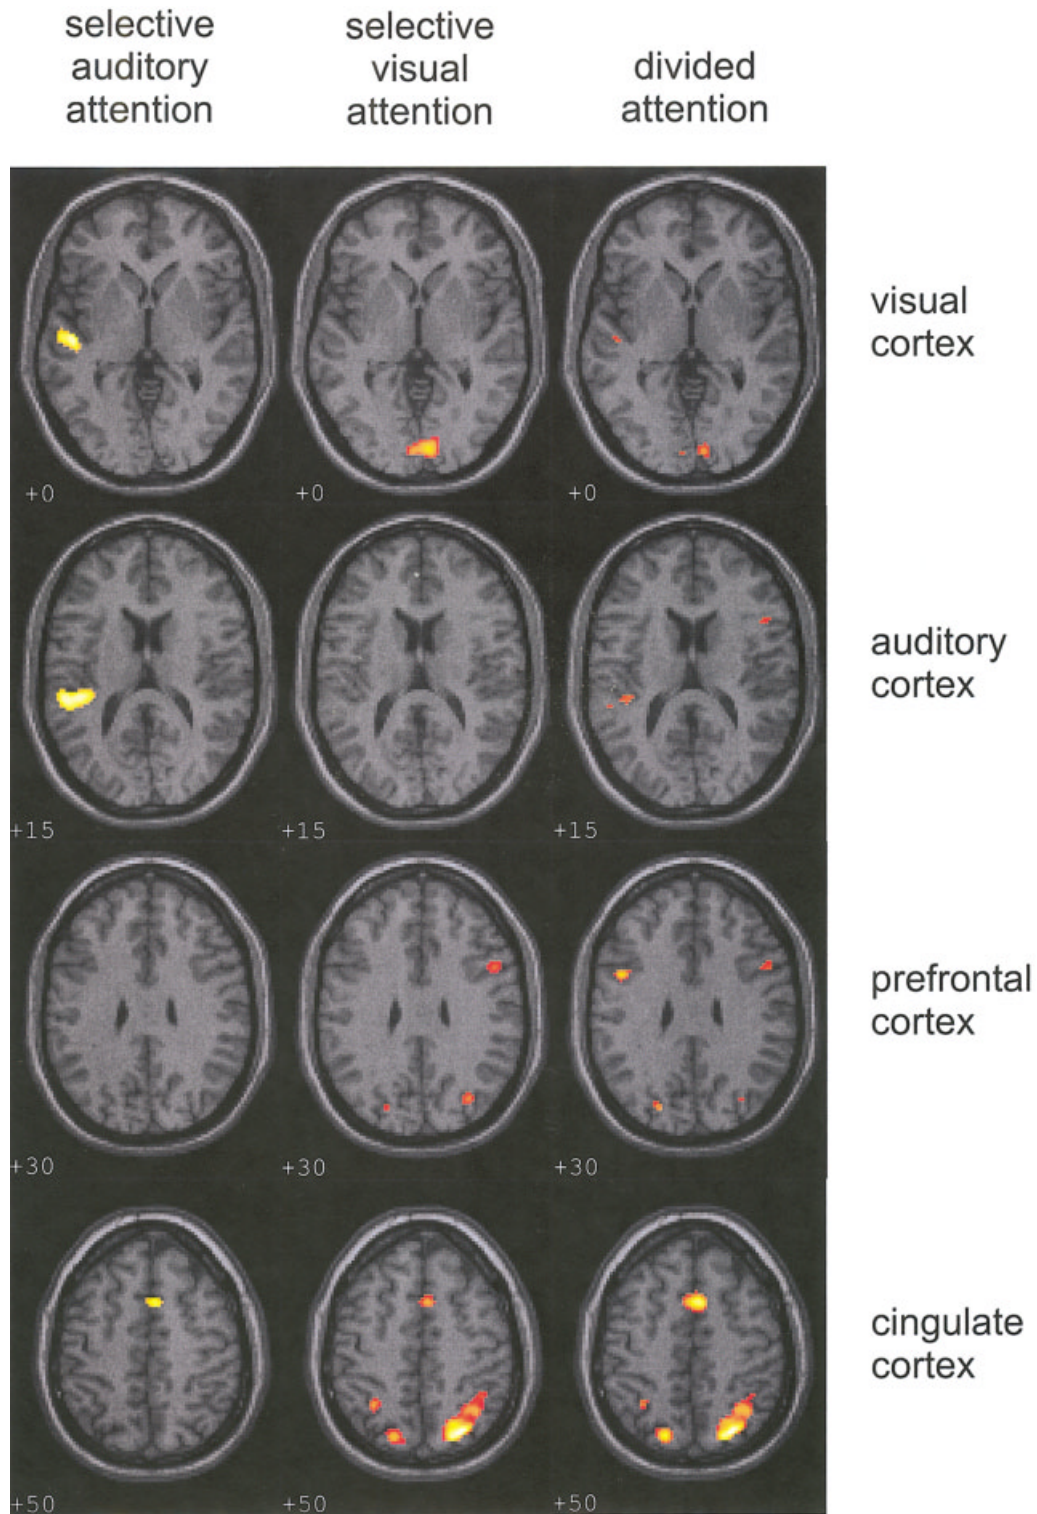 selective
auditory
attention
selective
visual
attention
divided
attention
visual
cortex
+0
+0
+0
auditory
cortex
+15
+15
+15
prefrontal
cortex
+30
+30
+30
cingulate
cortex
+50
+50
+50